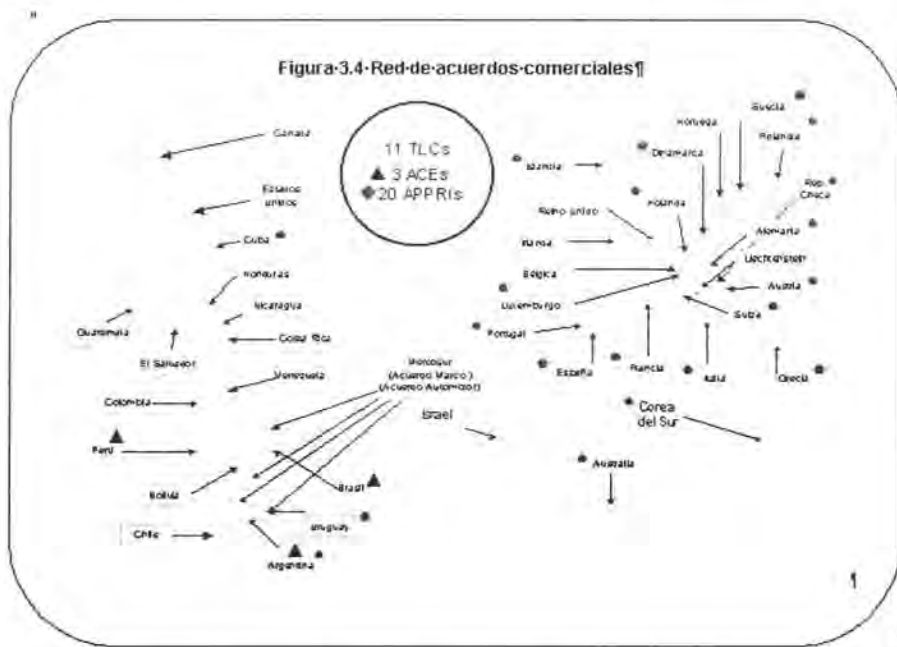 Figura·3.4·Red·de·acuerdos·comerciales¶
11 TLCs
3 ACEs
20 APPRIs
Canadá
Estados
unidos
Cuba
Honduras
Nicaragua
Costa Rica
Guatemala
El Salvador
Venezuela
Colombia
Perú
Bolivia
Chile
Brasil
Uruguay
Argentina
Mercosur
(Acuerdo Marco)
(Acuerdo Automotor)
Israel
Islandia
Reino unido
Irlanda
Bélgica
Luxemburgo
Portugal
España
Francia
Italia
Grecia
Holanda
Dinamarca
Noruega
Suecia
Rep.
Checa
Alemania
Liechtenstein
Austria
Suiza
Corea
del Sur
Australia
¶